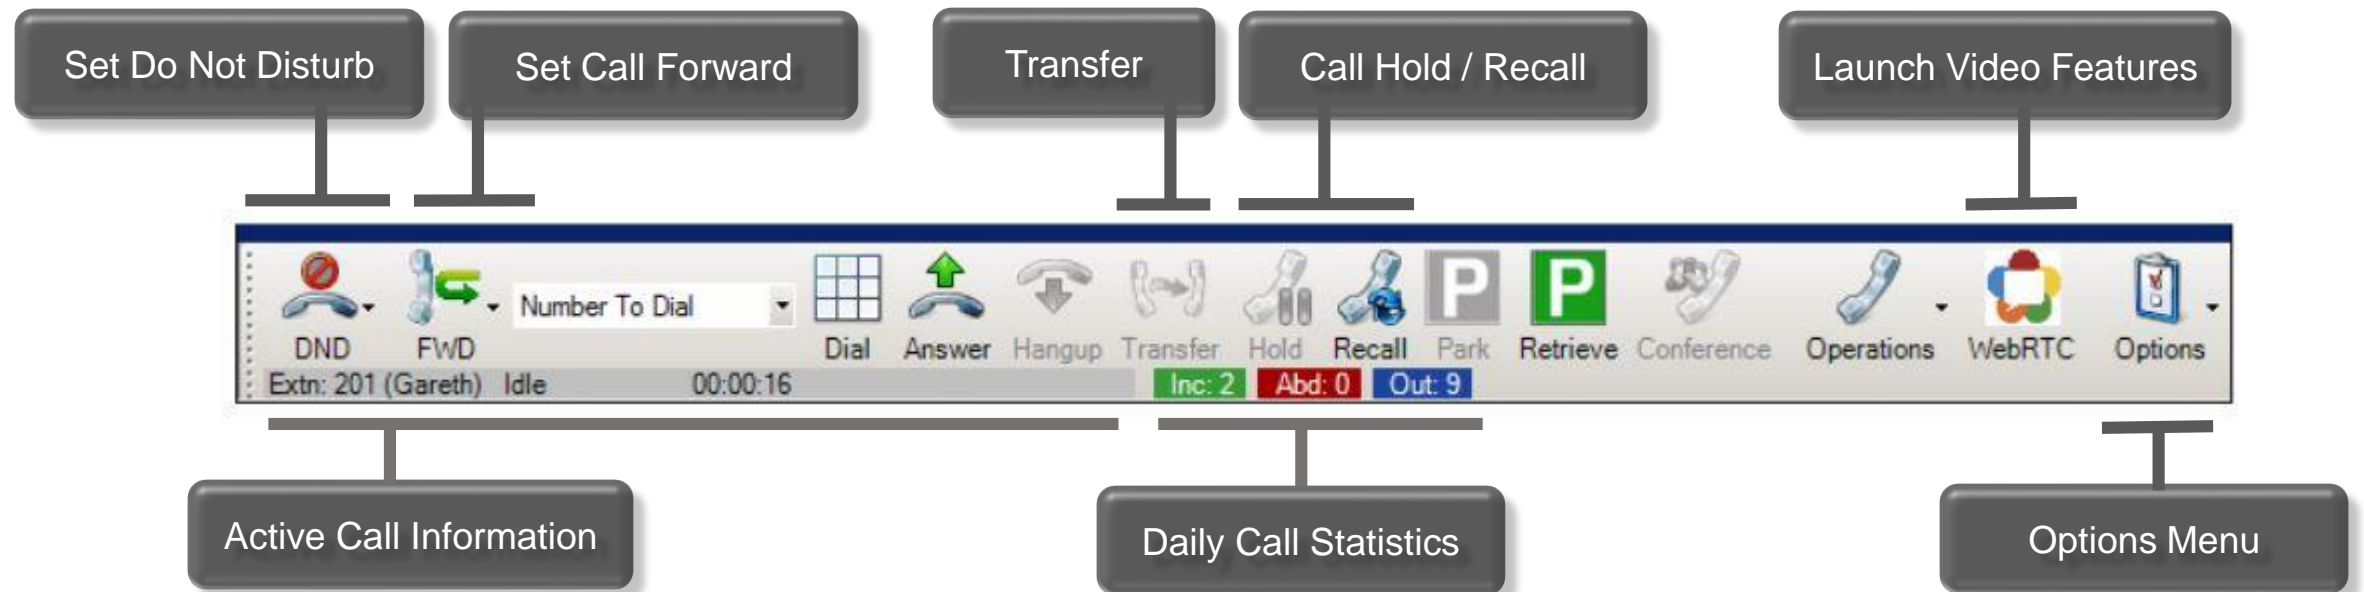 Set Do Not Disturb
Set Call Forward
Transfer
Call Hold / Recall
Launch Video Features
Number To Dial
P
P
DND
FWD
Dial
Answer
Hangup
Transfer
Hold
Recall
Park
Retrieve
Conference
Operations
WebRTC
Options
Extn: 201 (Gareth) Idle 00:00:16
Inc: 2
Abd: 0
Out: 9
Active Call Information
Daily Call Statistics
Options Menu